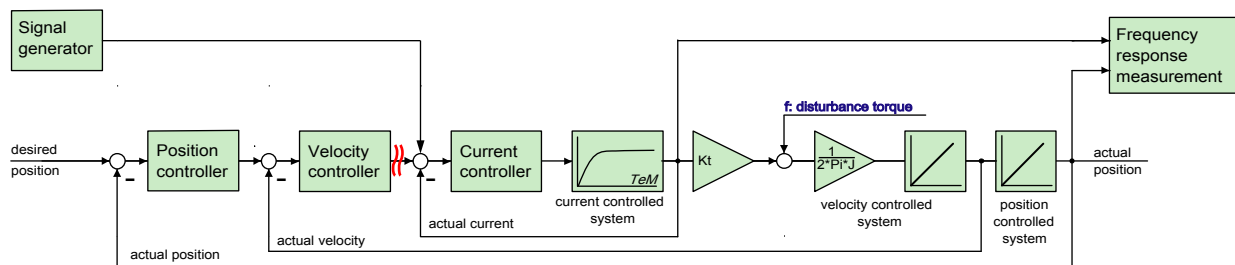 Signal
generator
Frequency
response
measurement
f: disturbance torque
desired
position
Position
controller
Velocity
controller
Current
controller
TeM
Kt
1
2*Pi*J
actual
position
current controlled
system
velocity controlled
system
position
controlled
system
actual current
actual velocity
actual position